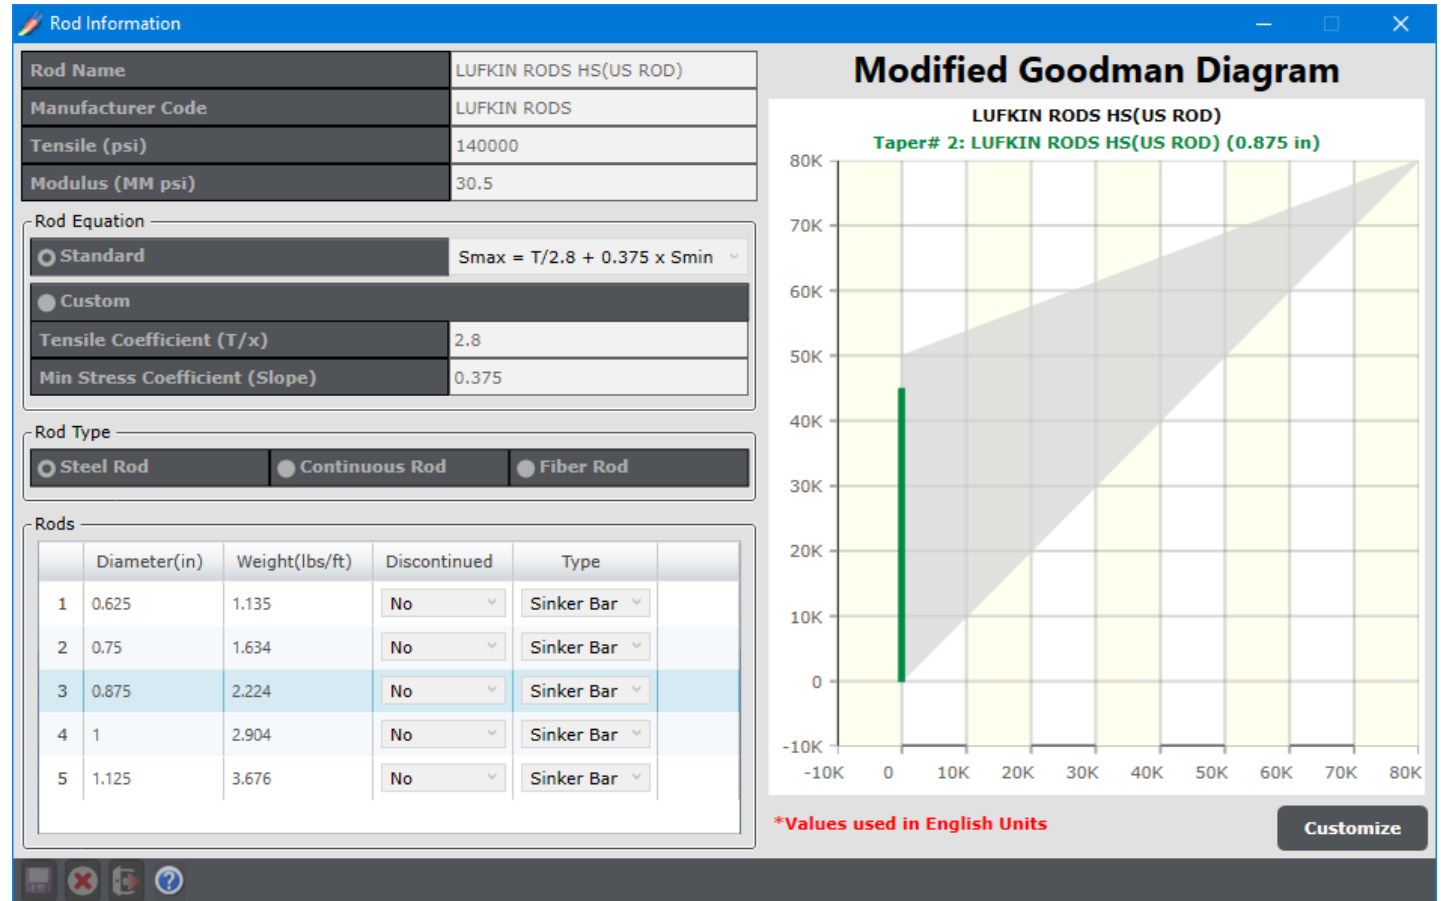 Rod Information
Rod Name LUFKIN RODS HS(US ROD)
Manufacturer Code LUFKIN RODS
Tensile (psi) 140000
Modulus (MM psi) 30.5
Rod Equation
Standard Smax = T/2.8 + 0.375 x Smin
Custom
Tensile Coefficient (T/x) 2.8
Min Stress Coefficient (Slope) 0.375
Rod Type
Steel Rod Continuous Rod Fiber Rod
Rods
Diameter(in) Weight(lbs/ft) Discontinued Type
1 0.625 1.135 No Sinker Bar
2 0.75 1.634 No Sinker Bar
3 0.875 2.224 No Sinker Bar
4 1 2.904 No Sinker Bar
5 1.125 3.676 No Sinker Bar
Modified Goodman Diagram
LUFKIN RODS HS(US ROD)
Taper# 2: LUFKIN RODS HS(US ROD) (0.875 in)
80K
70K
60K
50K
40K
30K
20K
10K
0
-10K
-10K 0 10K 20K 30K 40K 50K 60K 70K 80K
*Values used in English Units
Customize
?